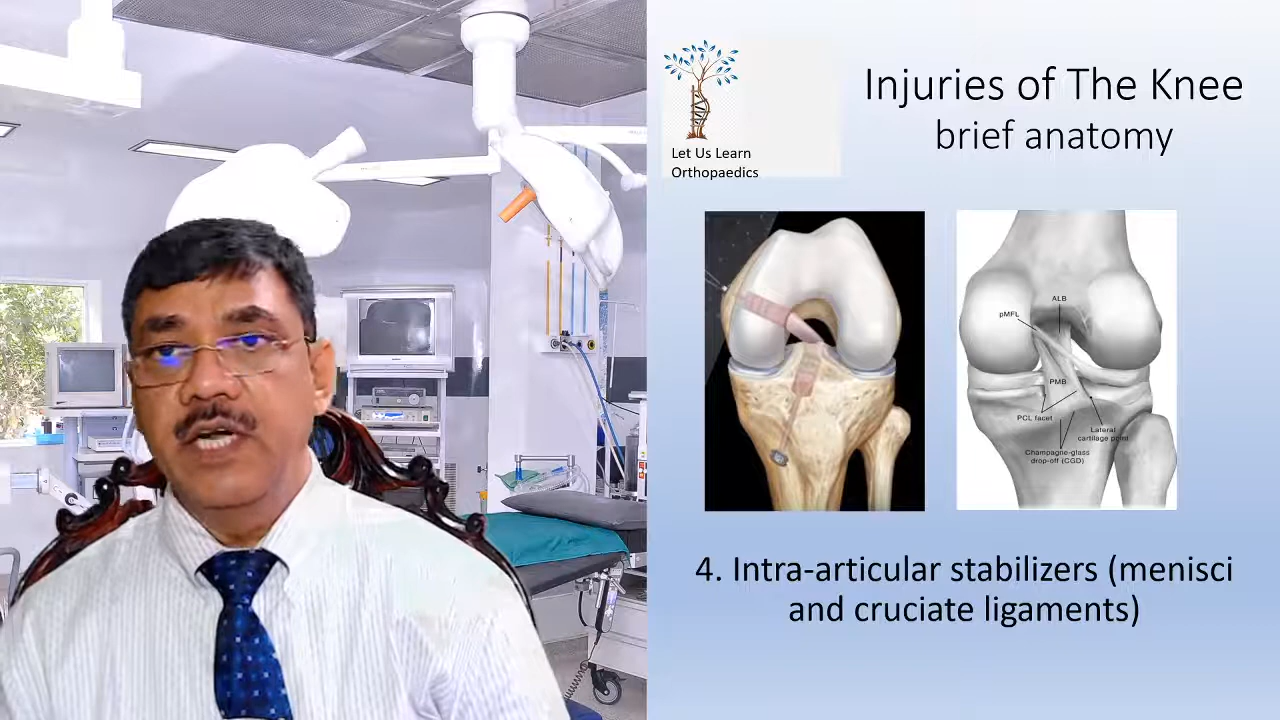 Injuries of The Knee
brief anatomy
Let Us Learn
Orthopaedics
ALB
pMFL
PMB
PCL facet
Lateral
cartilage point
Champagne-glass
drop-off (CGD)
4. Intra-articular stabilizers (menisci
and cruciate ligaments)